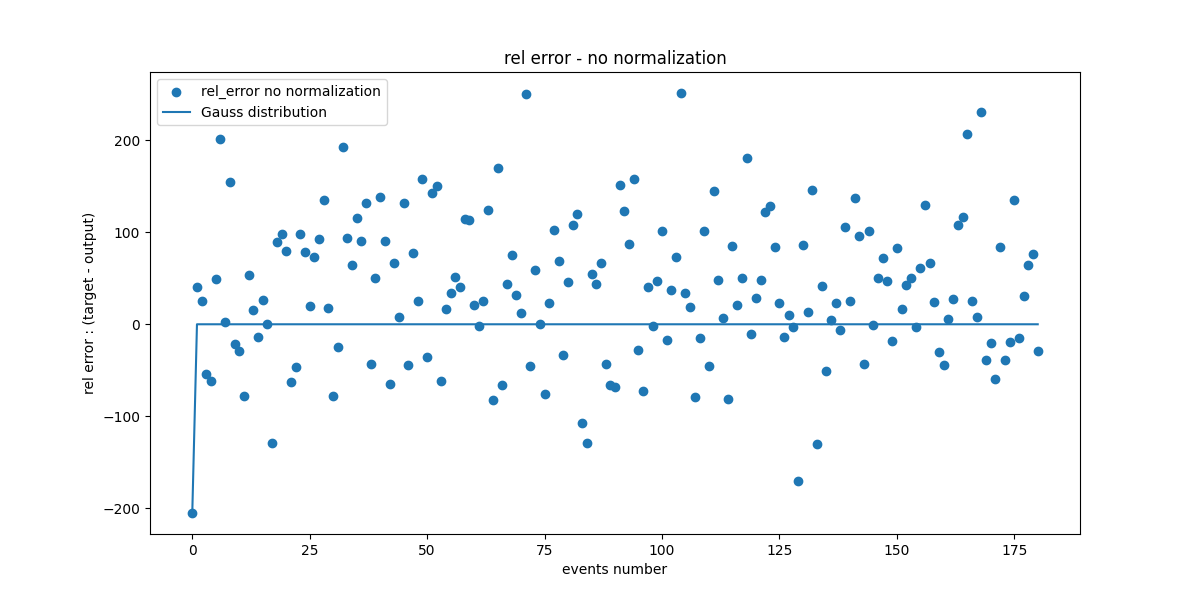 rel error - no normalization
rel_error no normalization
Gauss distribution
200
100
0
−100
−200
rel error : (target - output)
0 25 50 75 100 125 150 175
events number